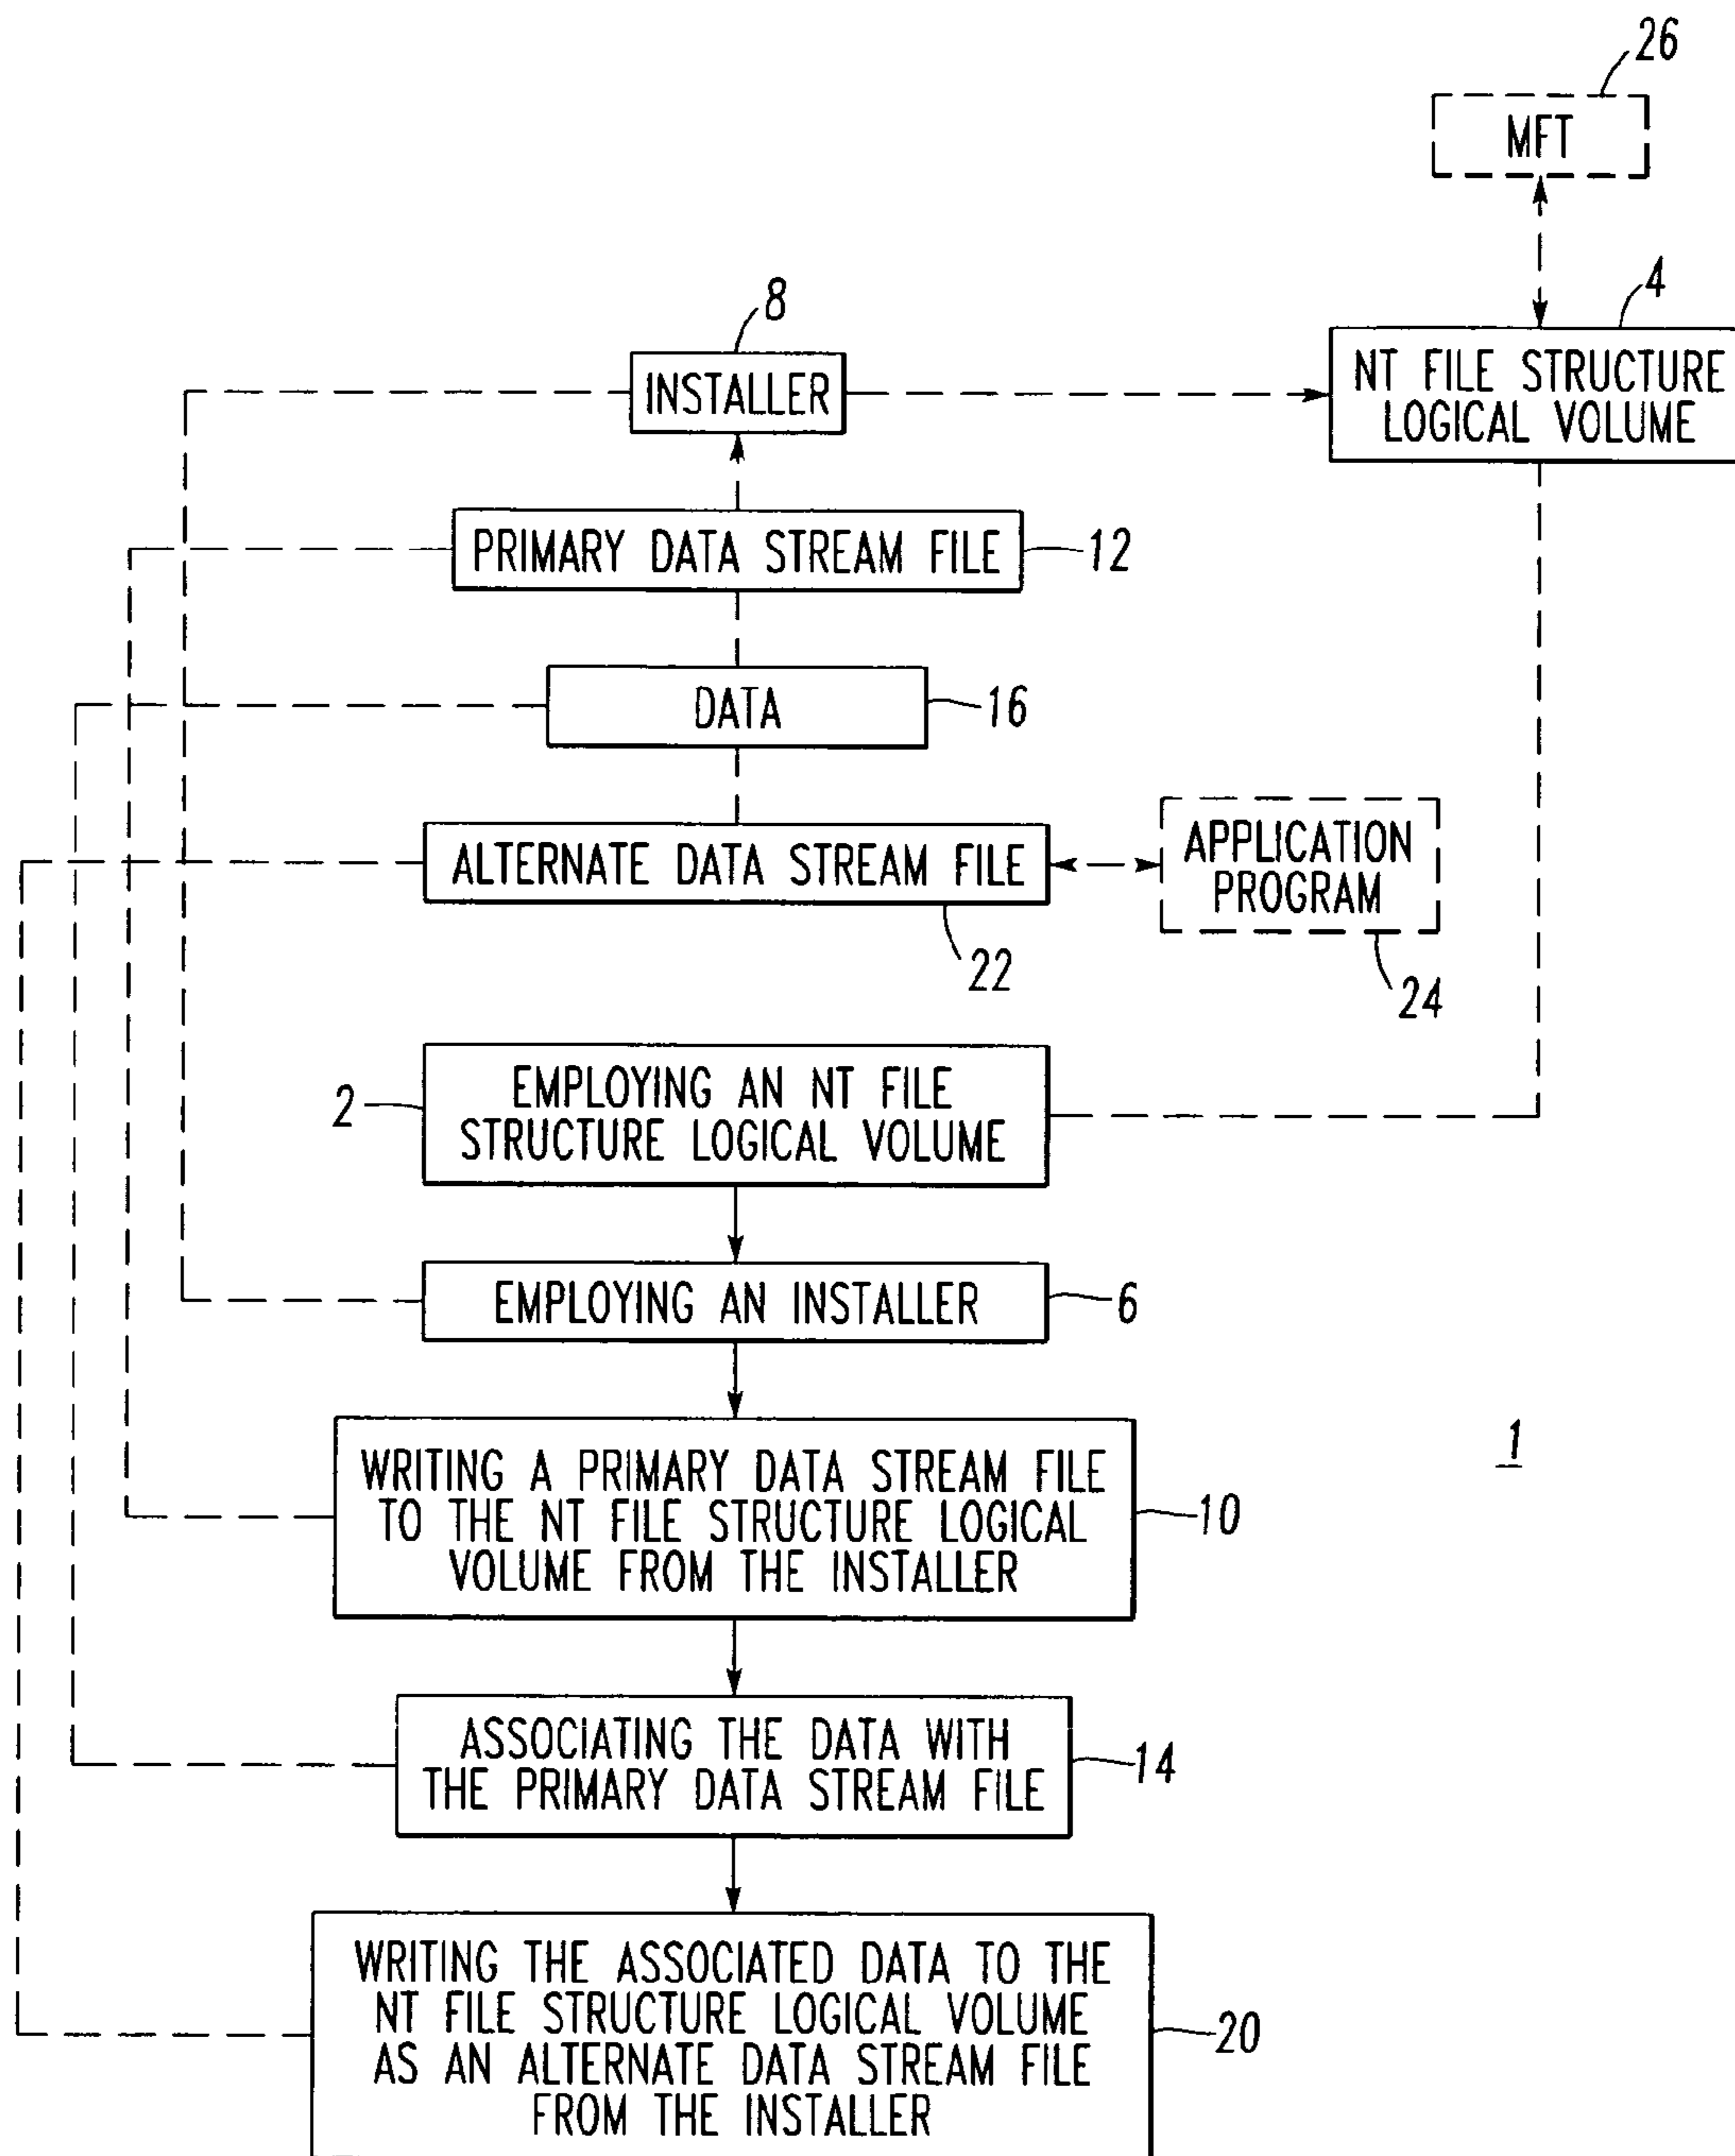 26
MFT
4
8
NT FILE STRUCTURE
LOGICAL VOLUME
INSTALLER
PRIMARY DATA STREAM FILE
12
DATA
16
ALTERNATE DATA STREAM FILE
APPLICATION
PROGRAM
22
24
2
EMPLOYING AN NT FILE
STRUCTURE LOGICAL VOLUME
EMPLOYING AN INSTALLER
6
WRITING A PRIMARY DATA STREAM FILE
TO THE NT FILE STRUCTURE LOGICAL
VOLUME FROM THE INSTALLER
10
1
ASSOCIATING THE DATA WITH
THE PRIMARY DATA STREAM FILE
14
WRITING THE ASSOCIATED DATA TO THE
NT FILE STRUCTURE LOGICAL VOLUME
AS AN ALTERNATE DATA STREAM FILE
FROM THE INSTALLER
20